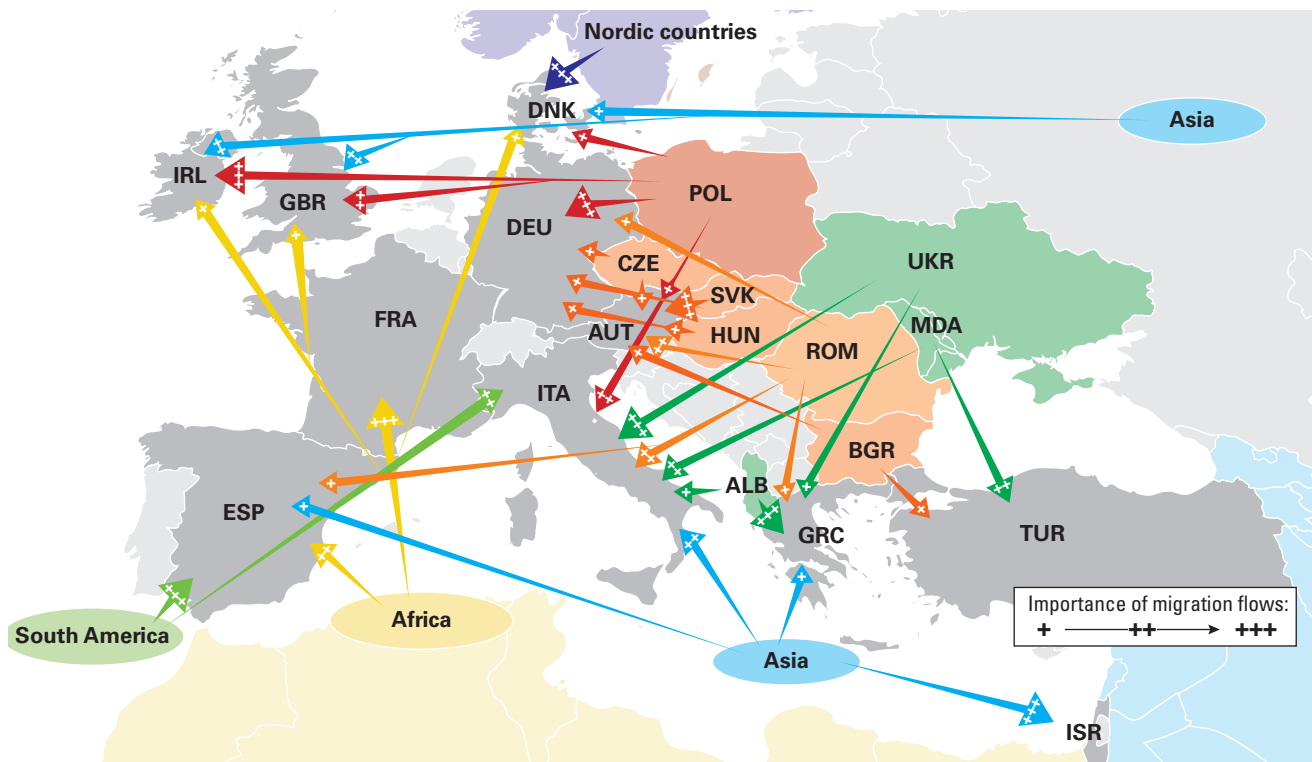 Nordic countries
DNK
Asia
IRL
GBR
POL
DEU
CZE
UKR
SVK
FRA
AUT
HUN
MDA
ROM
ITA
BGR
ALB
ESP
GRC
TUR
Africa
South America
Asia
ISR
Importance of migration flows:
+ ++ +++